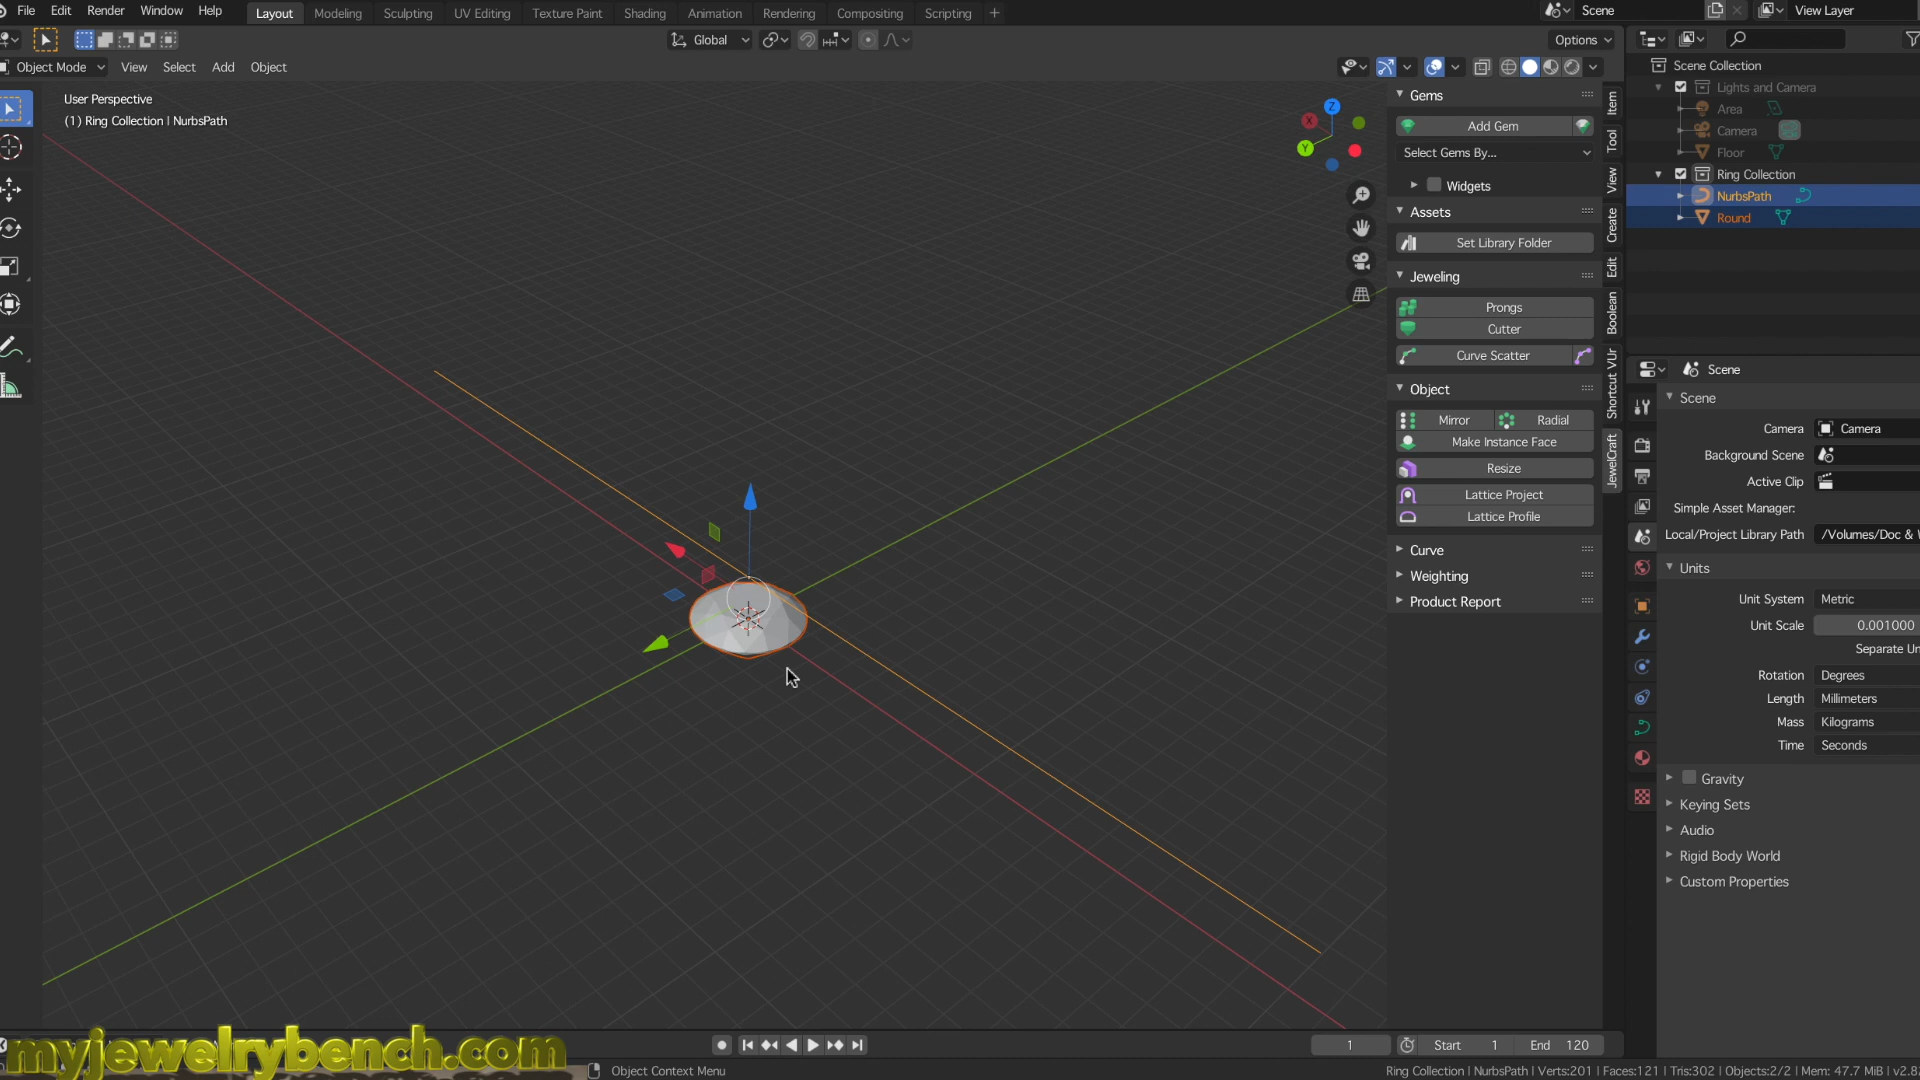 File Edit Render Window Help Layout Modeling Sculpting UV Editing Texture Paint Shading Animation Rendering Compositing Scripting + Scene View Layer
Global Options
Object Mode View Select Add Object
User Perspective
(1) Ring Collection | NurbsPath
Z
X
Y
Gems
Add Gem
Select Gems By...
Widgets
Assets
Set Library Folder
Jeweling
Prongs
Cutter
Curve Scatter
Object
Mirror Radial
Make Instance Face
Resize
Lattice Project
Lattice Profile
Curve
Weighting
Product Report
Item
Tool
View
Create
Edit
Boolean
Shortcut VUr
JewelCraft
Scene Collection
Lights and Camera
Area
Camera
Floor
Ring Collection
NurbsPath
Round
Scene
Scene
Camera Camera
Background Scene
Active Clip
Simple Asset Manager:
Local/Project Library Path /Volumes/Doc &
Units
Unit System Metric
Unit Scale 0.001000
Separate Un
Rotation Degrees
Length Millimeters
Mass Kilograms
Time Seconds
Gravity
Keying Sets
Audio
Rigid Body World
Custom Properties
myjewelrybench.com
1 Start 1 End 120
Object Context Menu
Ring Collection | NurbsPath | Verts:201 | Faces:121 | Tris:302 | Objects:2/2 | Mem: 47.7 MiB | v2.8